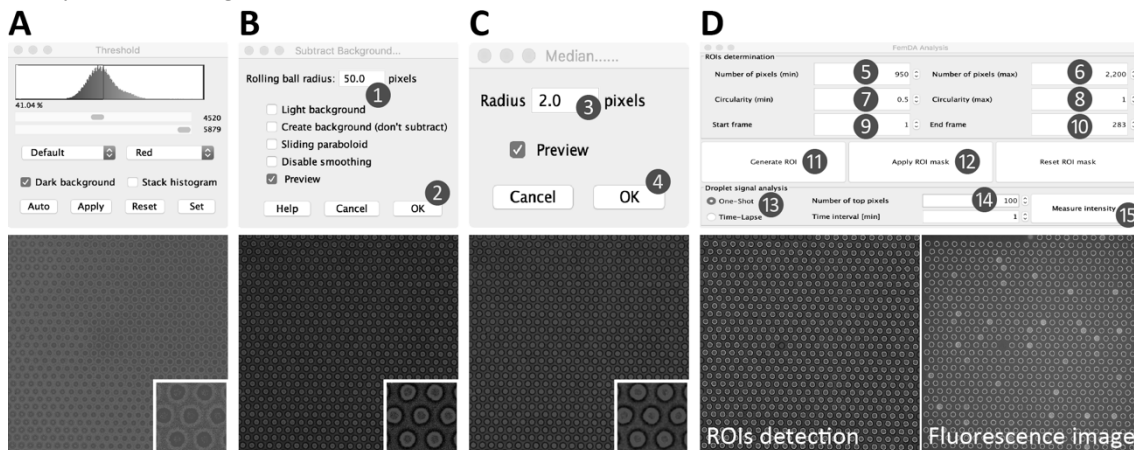 A
Threshold
41.04 %
4520
5879
Default
Red
Dark background
Stack histogram
Auto
Apply
Reset
Set
B
Subtract Background...
Rolling ball radius: 50.0 pixels
1
Light background
Create background (don't subtract)
Sliding paraboloid
Disable smoothing
Preview
2
Help
Cancel
OK
C
Median......
Radius 2.0 pixels
3
Preview
4
Cancel
OK
D
FemDA Analysis
ROIs determination
Number of pixels (min) 5 950 Number of pixels (max) 6 2,200
Circularity (min) 7 0.5 Circularity (max) 8 1
Start frame 9 1 End frame 10 283
Generate ROI 11 Apply ROI mask 12 Reset ROI mask
Droplet signal analysis
One-Shot 13 Number of top pixels 14 100
Measure intensity 15
Time-Lapse Time interval [min] 1
ROIs detection
Fluorescence image